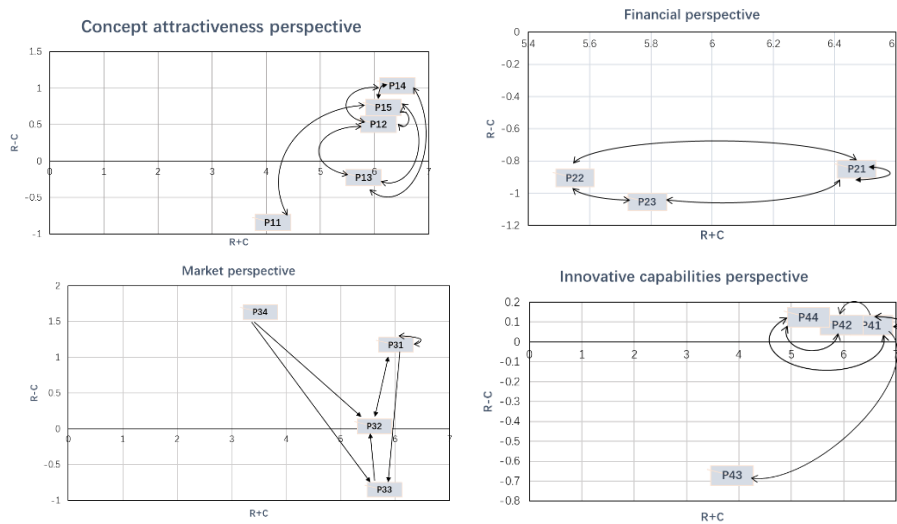 Concept attractiveness perspective
1.5
1
0.5
0
-0.5
-1
0 1 2 3 4 5 6 7
R-C
R+C
P14
P15
P12
P13
P11
Financial perspective
0
-0.2
-0.4
-0.6
-0.8
-1
-1.2
5.4 5.6 5.8 6 6.2 6.4 6
R-C
R+C
P21
P22
P23
Market perspective
2
1.5
1
0.5
0
-0.5
-1
0 1 2 3 4 5 6 7
R-C
R+C
P34
P31
P32
P33
Innovative capabilities perspective
0.2
0.1
0
-0.1
-0.2
-0.3
-0.4
-0.5
-0.6
-0.7
-0.8
0 1 2 3 4 5 6 7
R-C
R+C
P44
P42
P41
P43